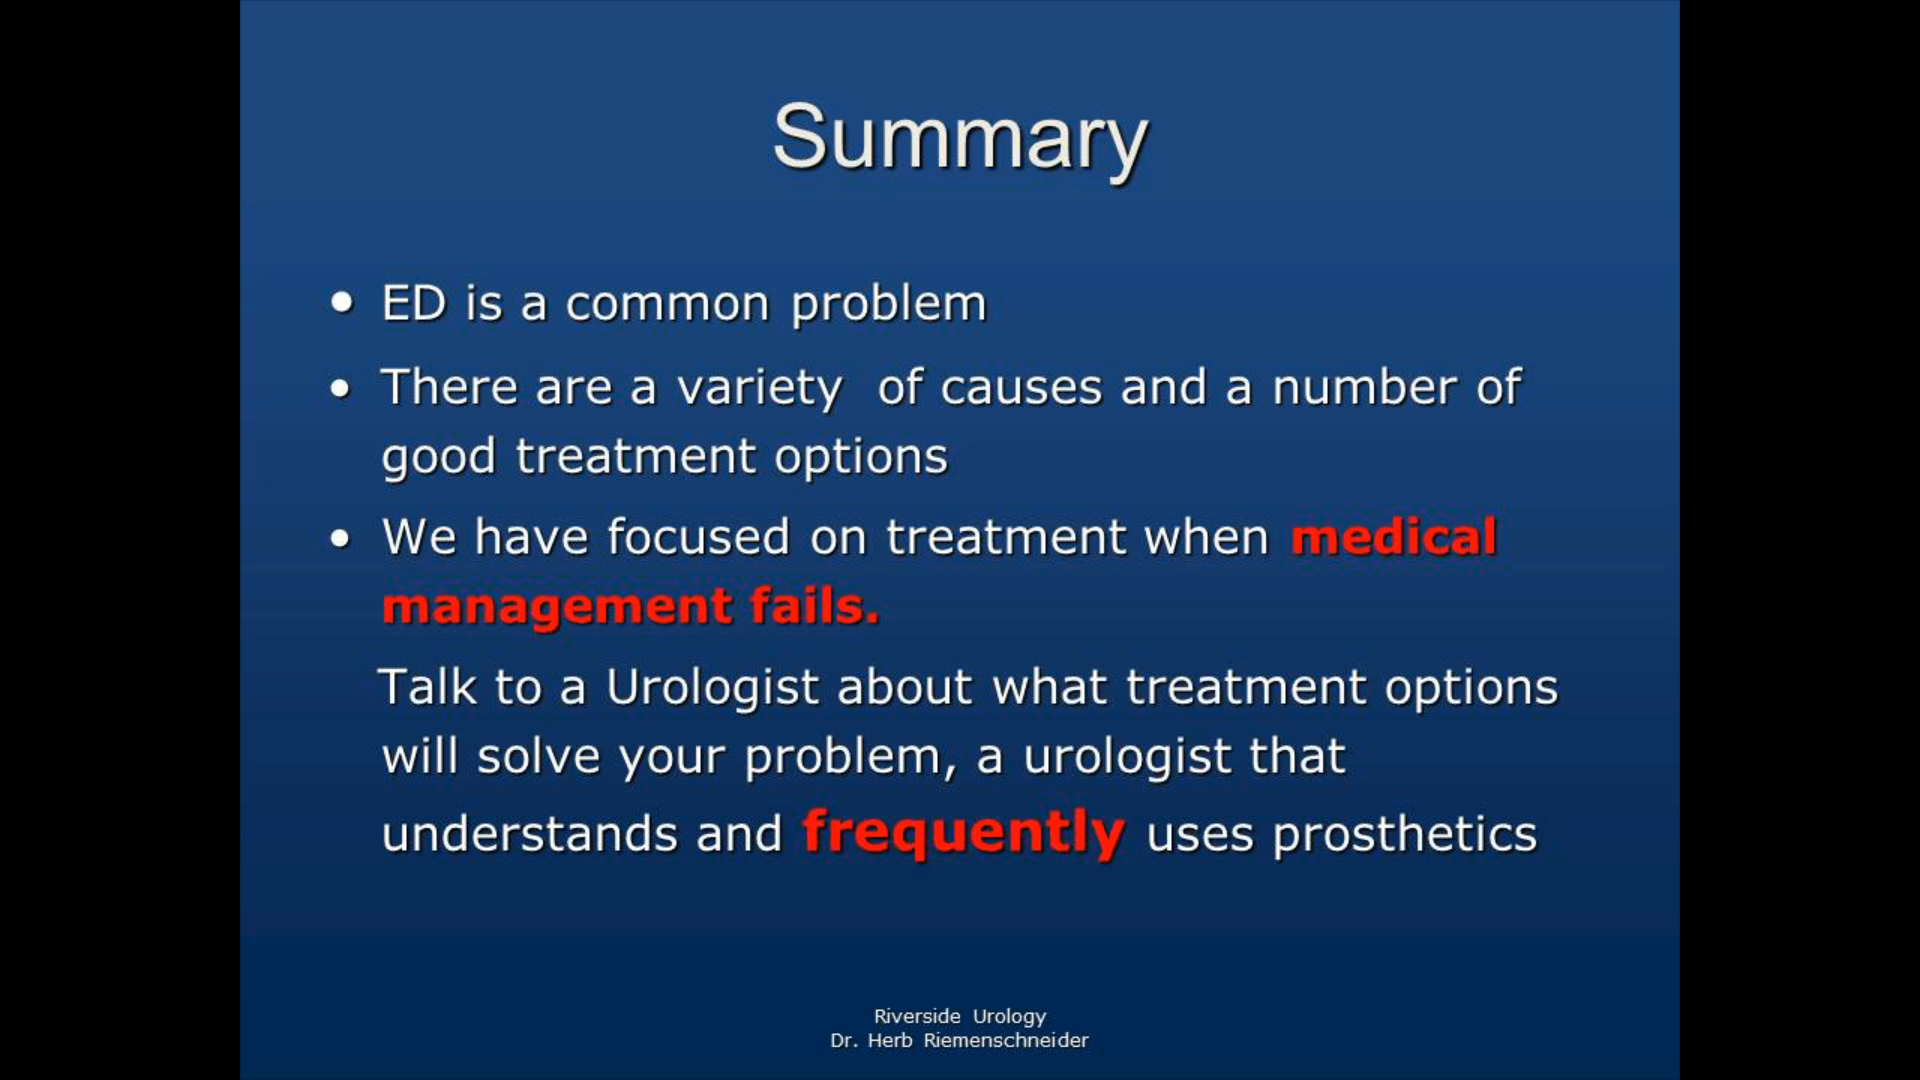 Summary
• ED is a common problem
• There are a variety of causes and a number of
good treatment options
• We have focused on treatment when medical
management fails.
Talk to a Urologist about what treatment options
will solve your problem, a urologist that
understands and frequently uses prosthetics
Riverside Urology
Dr. Herb Riemenschneider